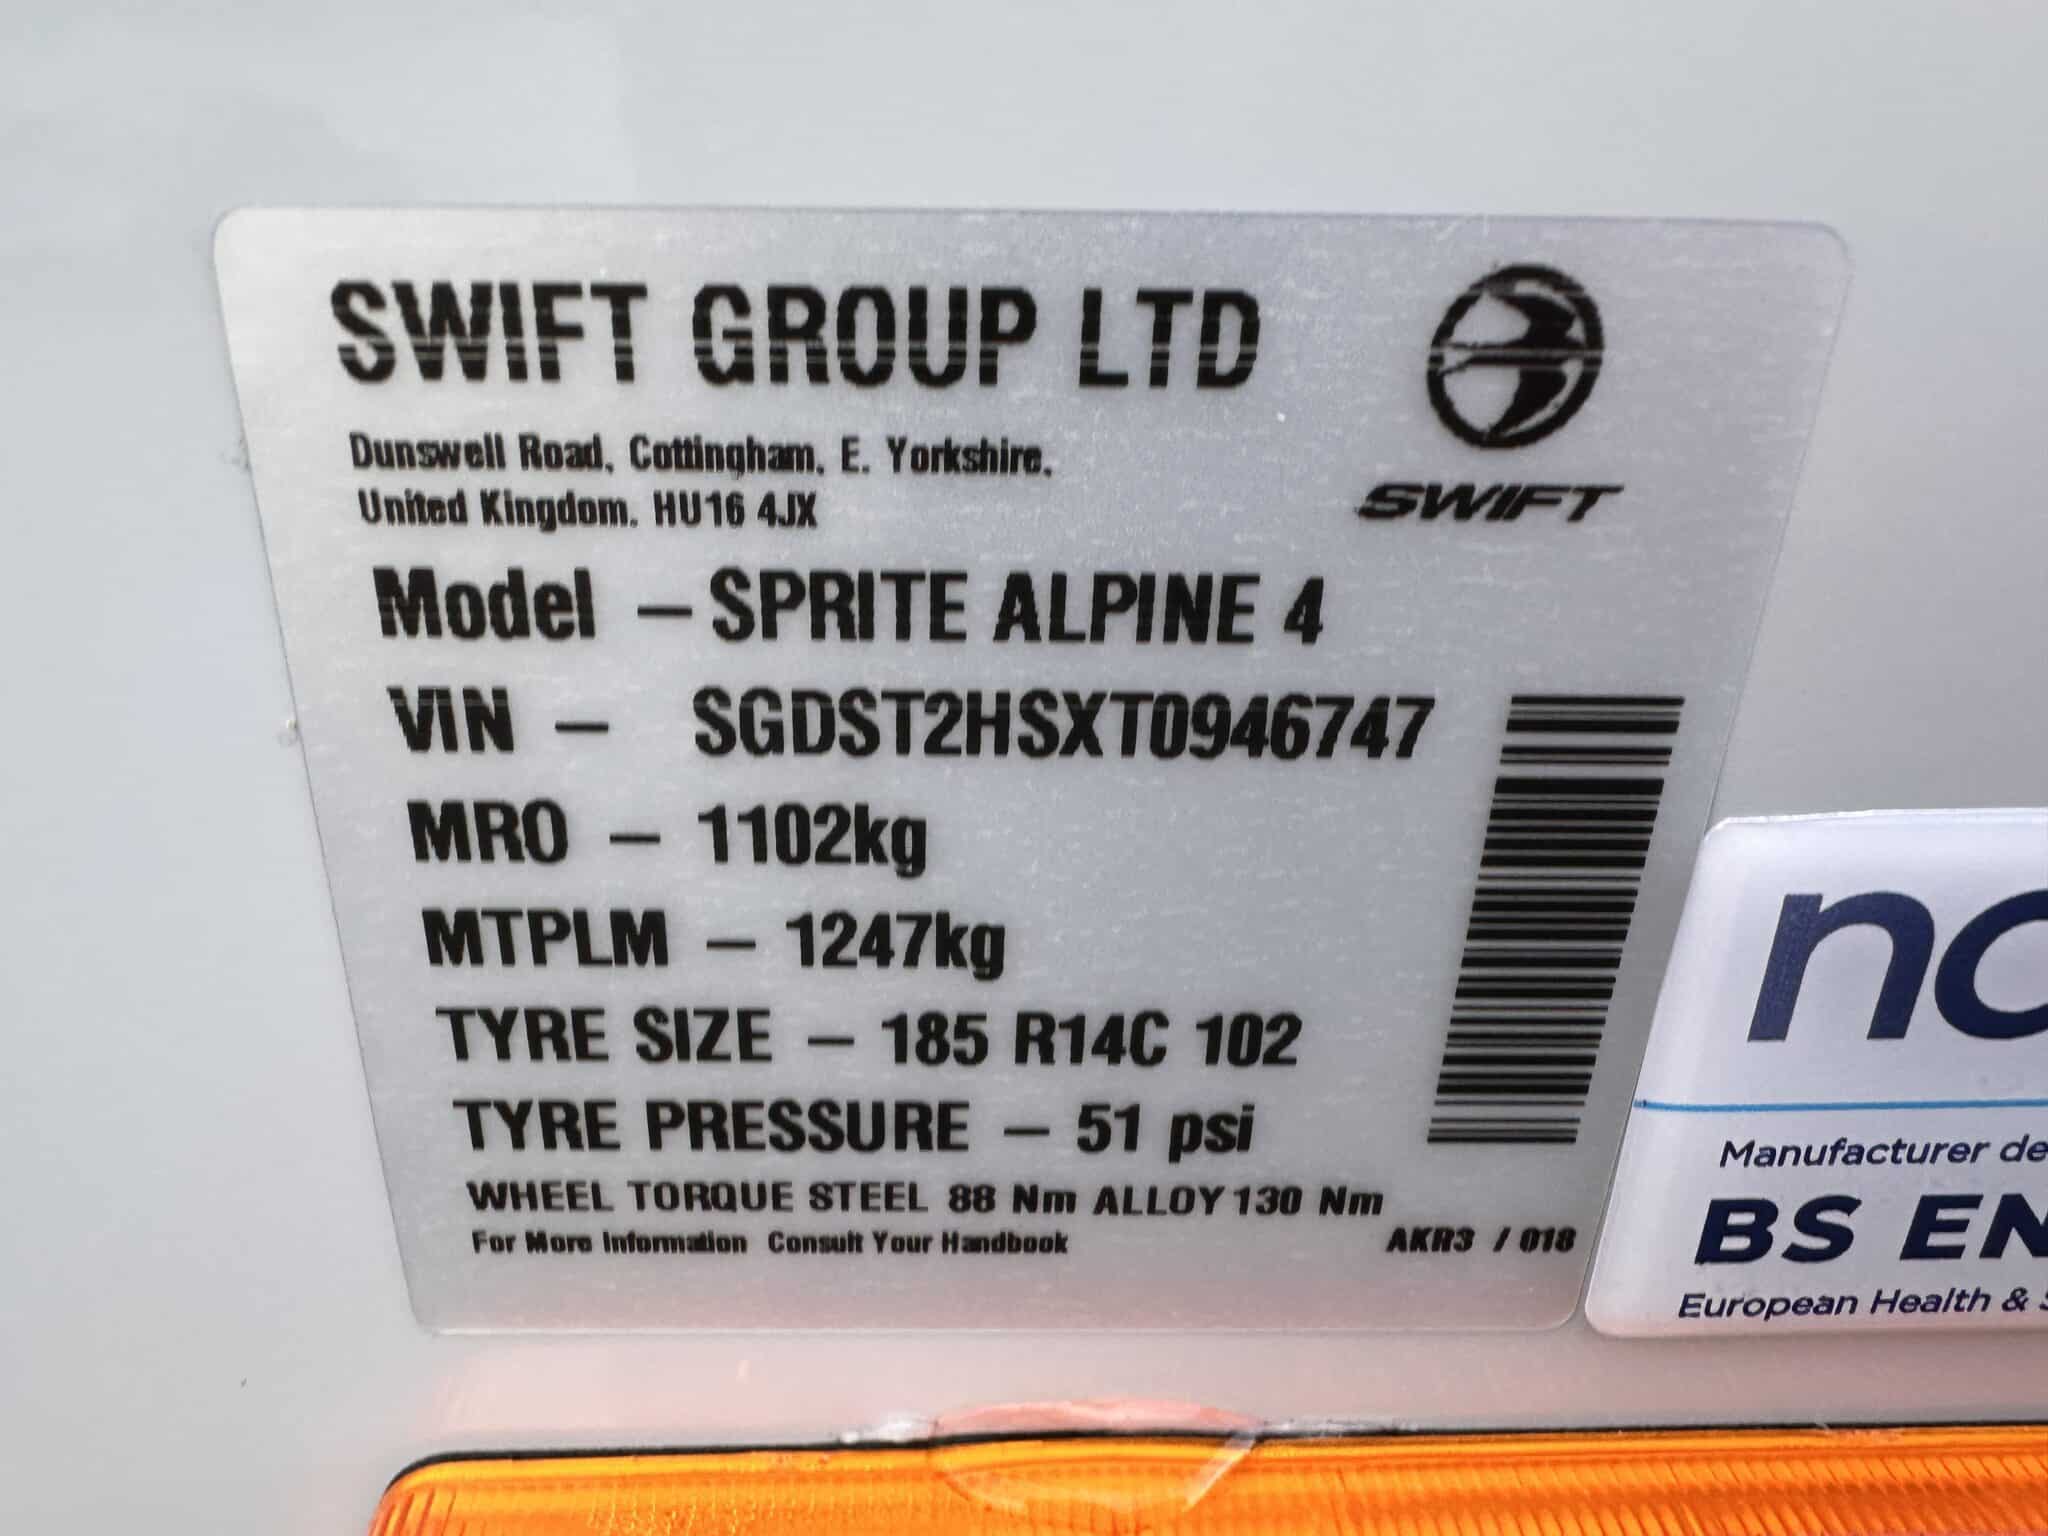 SWIFT GROUP LTD
Dunswell Road, Cottingham, E. Yorkshire,
United Kingdom. HU16 4JX
SWIFT
Model – SPRITE ALPINE 4
VIN – SGDST2HSXT0946747
MRO – 1102kg
MTPLM – 1247kg
TYRE SIZE – 185 R14C 102
TYRE PRESSURE – 51 psi
WHEEL TORQUE STEEL 88 Nm ALLOY 130 Nm
For More Information Consult Your Handbook
AKR3 / 018
Manufacturer
BS EN
European Health &